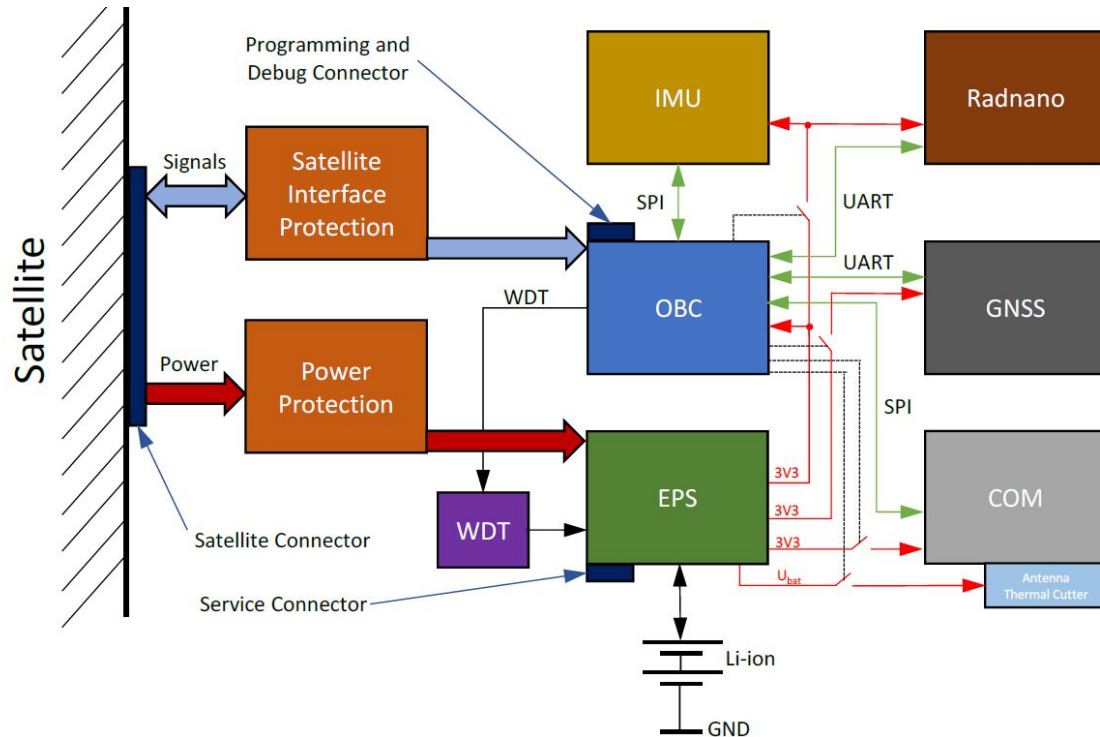 Satellite
Programming and
Debug Connector
Signals
Satellite
Interface
Protection
IMU
Radnano
SPI
UART
UART
WDT
OBC
GNSS
Power
Power
Protection
SPI
EPS
3V3
3V3
3V3
U_bat
COM
WDT
Antenna
Thermal Cutter
Satellite Connector
Service Connector
Li-ion
GND